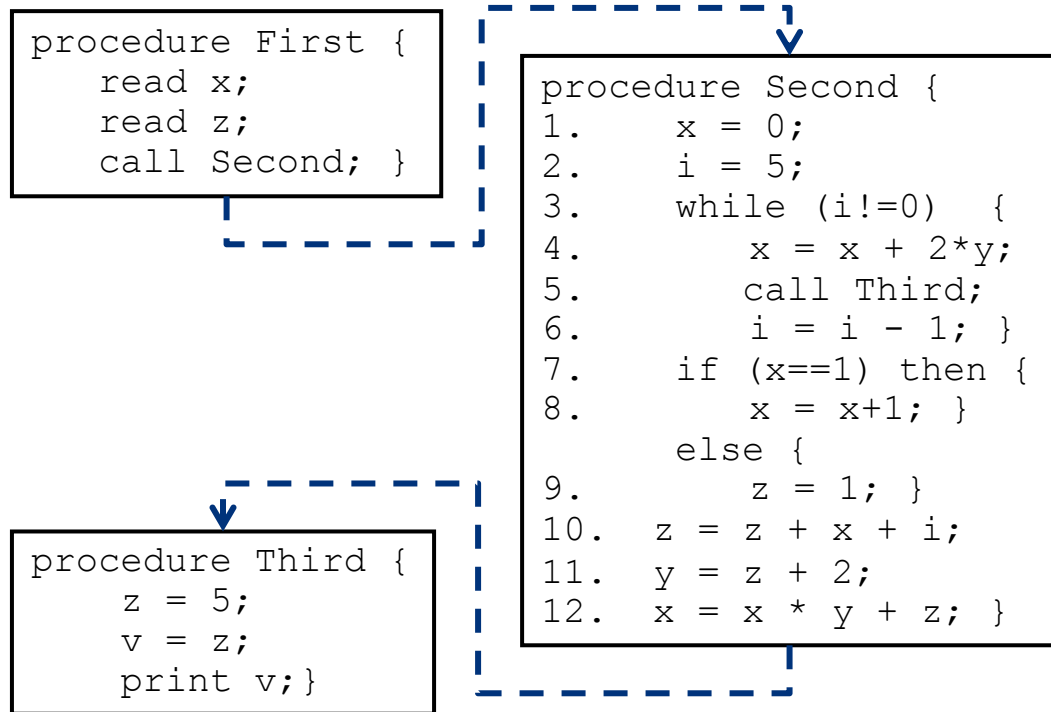 procedure First {
read x;
read z;
call Second; }
procedure Second {
1. x = 0;
2. i = 5;
3. while (i!=0) {
4. x = x + 2*y;
5. call Third;
6. i = i - 1; }
7. if (x==1) then {
8. x = x+1; }
else {
9. z = 1; }
10. z = z + x + i;
11. y = z + 2;
12. x = x * y + z; }
procedure Third {
z = 5;
v = z;
print v;}